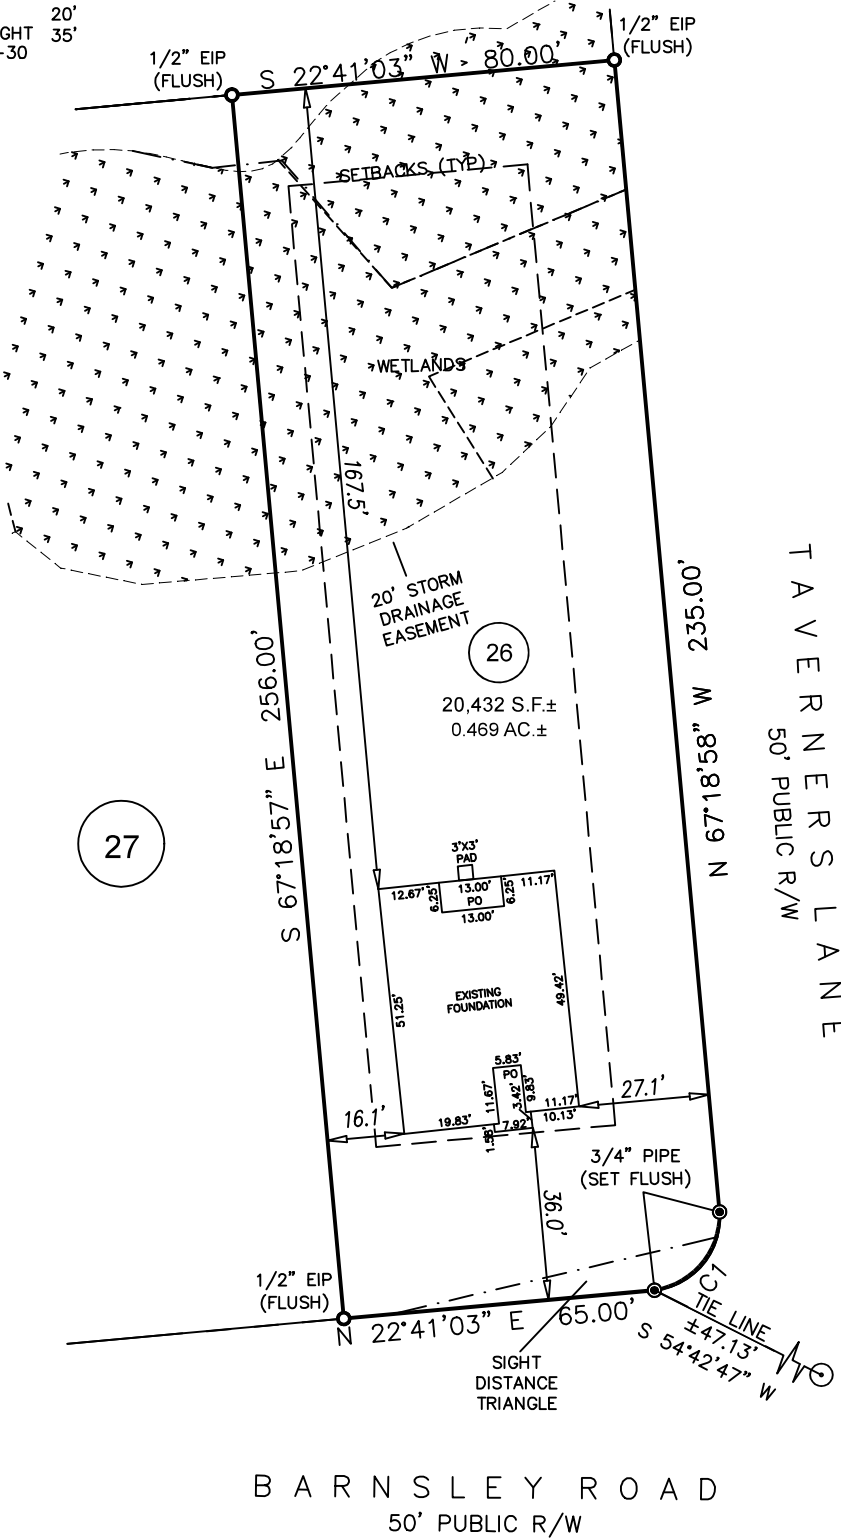 20'
GHT 35'
-30
1/2" EIP
(FLUSH)
1/2" EIP
(FLUSH)
S 22°41'03" W 80.00'
SETBACKS (TYP)
WETLANDS
167.5'
20' STORM
DRAINAGE
EASEMENT
26
20,432 S.F.±
0.469 AC.±
S 67°18'57" E 256.00'
N 67°18'58" W 235.00'
TAVERNERS LANE
50' PUBLIC R/W
27
3'X3'
PAD
12.67'
6.25'
13.00'
PO
13.00'
6.25'
11.17'
51.25'
EXISTING
FOUNDATION
49.42'
5.83'
PO
11.67'
3.42'
9.83'
11.17'
10.13'
19.83'
1.58'
7.92'
16.1'
27.1'
36.0'
3/4" PIPE
(SET FLUSH)
1/2" EIP
(FLUSH)
N 22°41'03" E 65.00'
C1
TIE LINE
±47.13'
S 54°42'47" W
SIGHT
DISTANCE
TRIANGLE
BARNSLEY ROAD
50' PUBLIC R/W